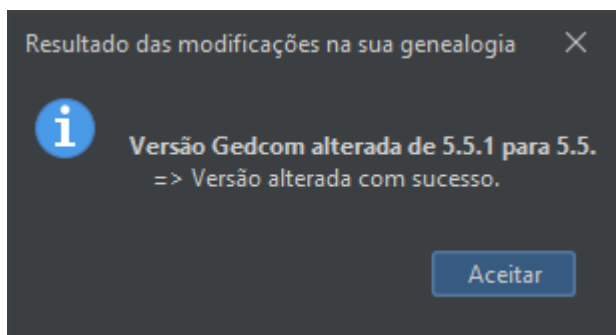 Resultado das modificações na sua genealogia
Versão Gedcom alterada de 5.5.1 para 5.5.
=> Versão alterada com sucesso.
Aceitar